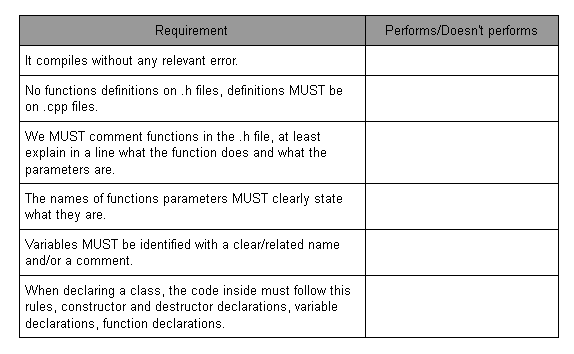 Requirement
Performs/Doesn't performs
It compiles without any relevant error.
No functions definitions on .h files, definitions MUST be
on .cpp files.
We MUST comment functions in the .h file, at least
explain in a line what the function does and what the
parameters are.
The names of functions parameters MUST clearly state
what they are.
Variables MUST be identified with a clear/related name
and/or a comment.
When declaring a class, the code inside must follow this
rules, constructor and destructor declarations, variable
declarations, function declarations.